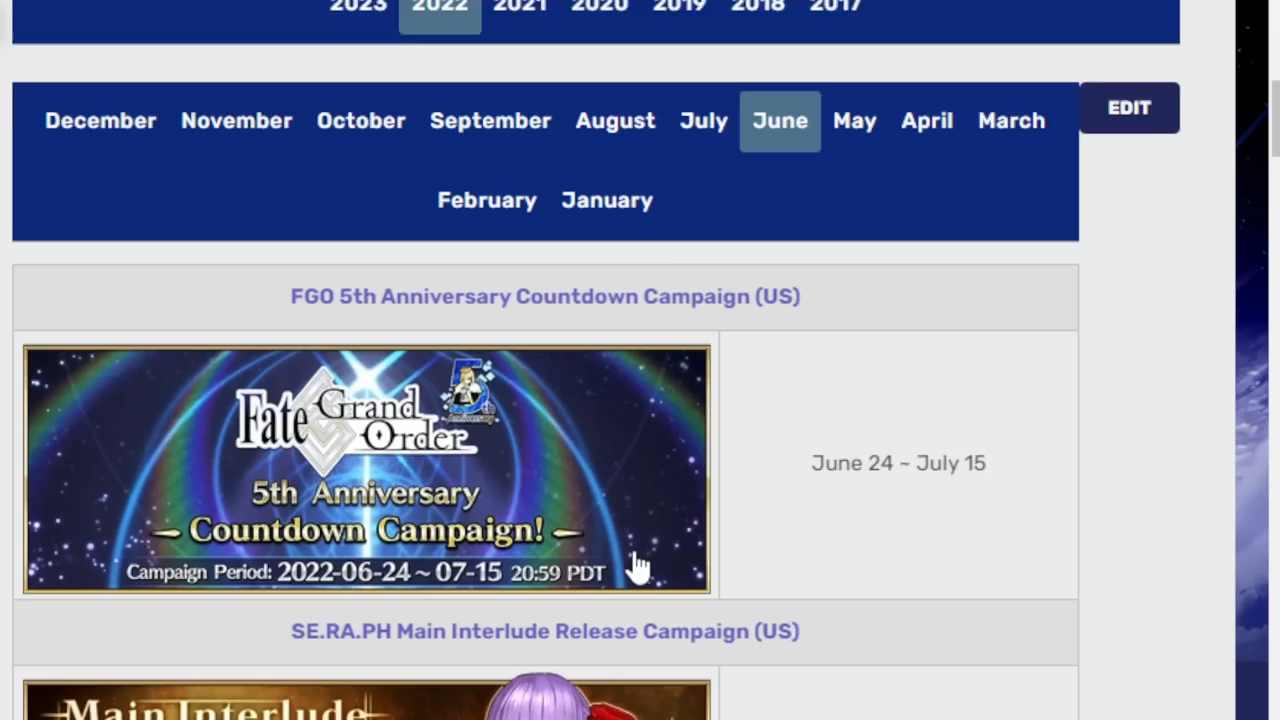 2023 2022 2021 2020 2019 2018 2017
December November October September August July June May April March
EDIT
February January
FGO 5th Anniversary Countdown Campaign (US)
Fate Grand Order
5th Anniversary
5th Anniversary
Countdown Campaign!
Campaign Period: 2022-06-24 ~ 07-15 20:59 PDT
June 24 ~ July 15
SE.RA.PH Main Interlude Release Campaign (US)
Main Interlude